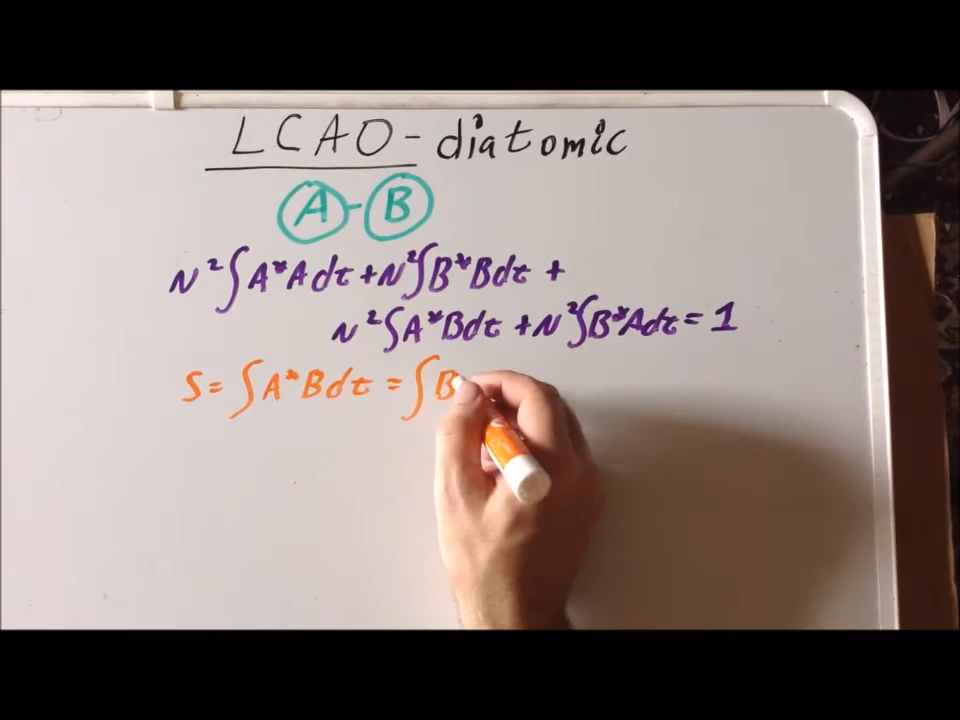 LCAO - diatomic
A - B
N²∫A*Adτ + N²∫B*Bdτ +
N²∫A*Bdτ + N²∫B*Adτ = 1
S = ∫A*Bdτ = ∫B